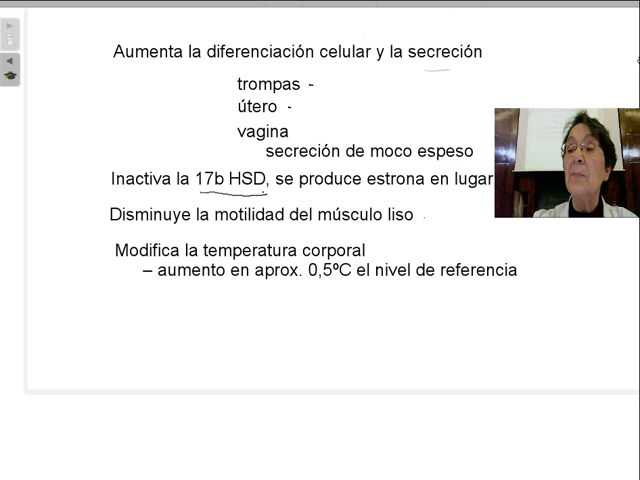 Aumenta la diferenciación celular y la secreción
trompas -
útero -
vagina
secreción de moco espeso
Inactiva la 17b HSD, se produce estrona en lugar
Disminuye la motilidad del músculo liso
Modifica la temperatura corporal
– aumento en aprox. 0,5ºC el nivel de referencia